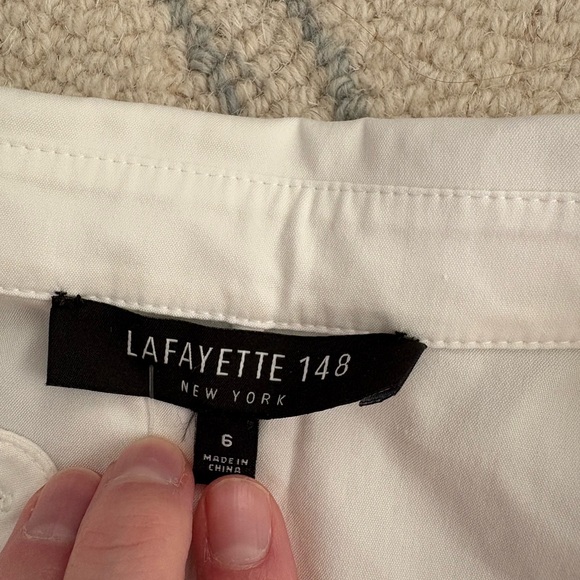 LAFAYETTE 148
NEW YORK
6
MADE IN
CHINA